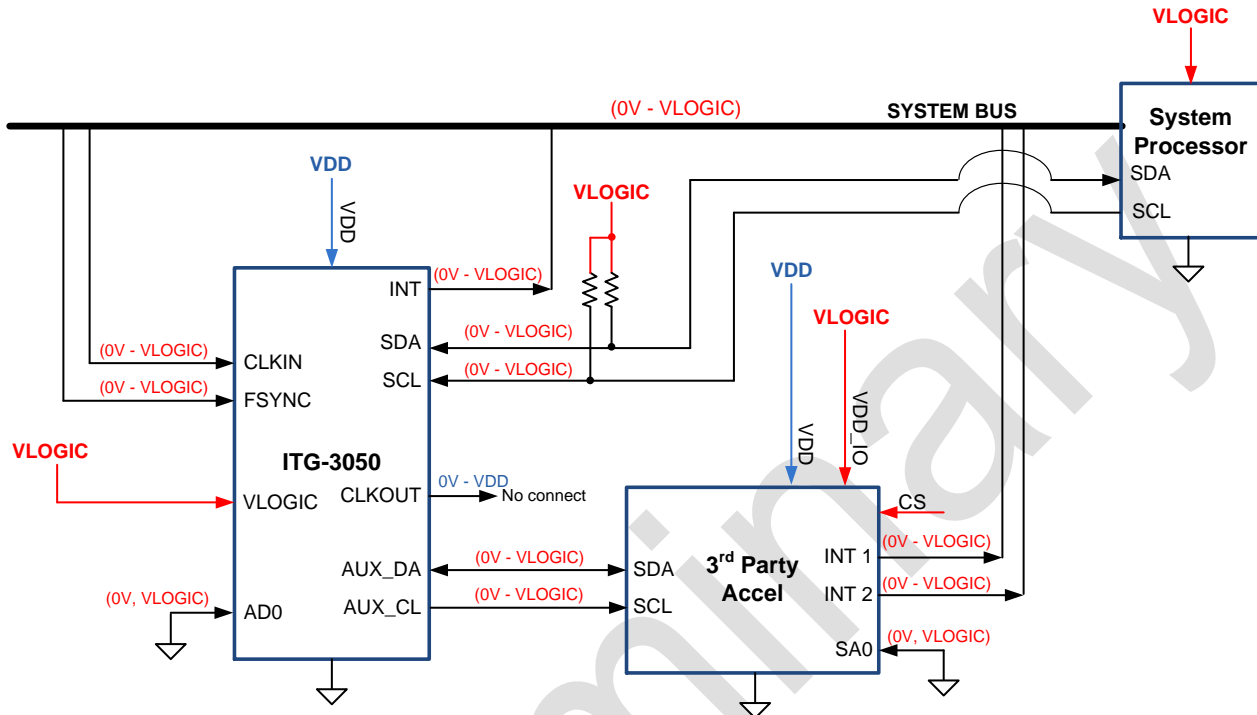 VLOGIC
(0V - VLOGIC)
SYSTEM BUS
System
Processor
SDA
SCL
VDD
VDD
VLOGIC
INT
(0V - VLOGIC)
SDA
(0V - VLOGIC)
SCL
(0V - VLOGIC)
(0V - VLOGIC)
CLKIN
(0V - VLOGIC)
FSYNC
VDD
VLOGIC
VDD
VDD_IO
VLOGIC
VLOGIC
ITG-3050
CLKOUT
0V - VDD
No connect
CS
AUX_DA
(0V - VLOGIC)
SDA
AUX_CL
(0V - VLOGIC)
SCL
3rd Party
Accel
INT 1
(0V - VLOGIC)
INT 2
(0V - VLOGIC)
SA0
(0V, VLOGIC)
(0V, VLOGIC)
AD0
minary